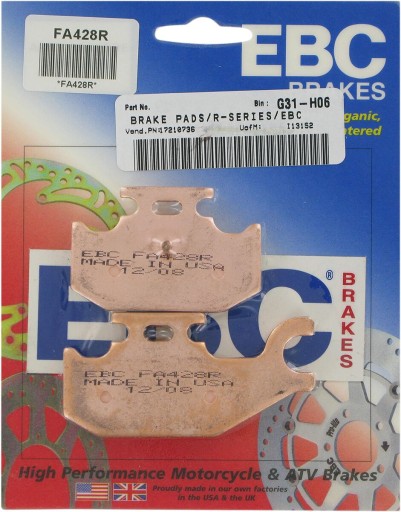 FA428R
*FA428R*
EBC
BRAKES
Part No.
Bin: G31-H06
BRAKE PADS/R-SERIES/EBC
Vend.PN:17210736
UofM:
113152
EBC FA428R
MADE IN USA
12/08
EBC
BRAKES
®
EBC FA428R
MADE IN USA
12/08
High Performance Motorcycle & ATV Brakes
Proudly made in our own factories
in the USA & the UK